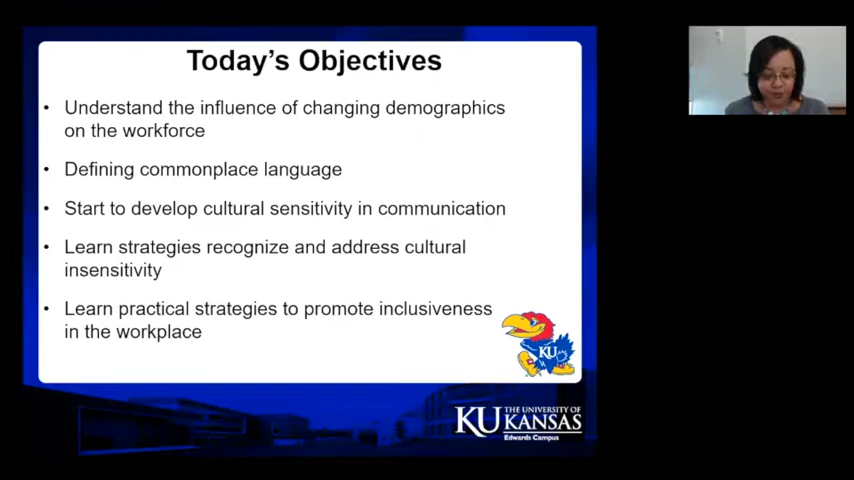 Today's Objectives
• Understand the influence of changing demographics
on the workforce
• Defining commonplace language
• Start to develop cultural sensitivity in communication
• Learn strategies recognize and address cultural
insensitivity
• Learn practical strategies to promote inclusiveness
in the workplace
KU
KU THE UNIVERSITY OF
KANSAS
Edwards Campus